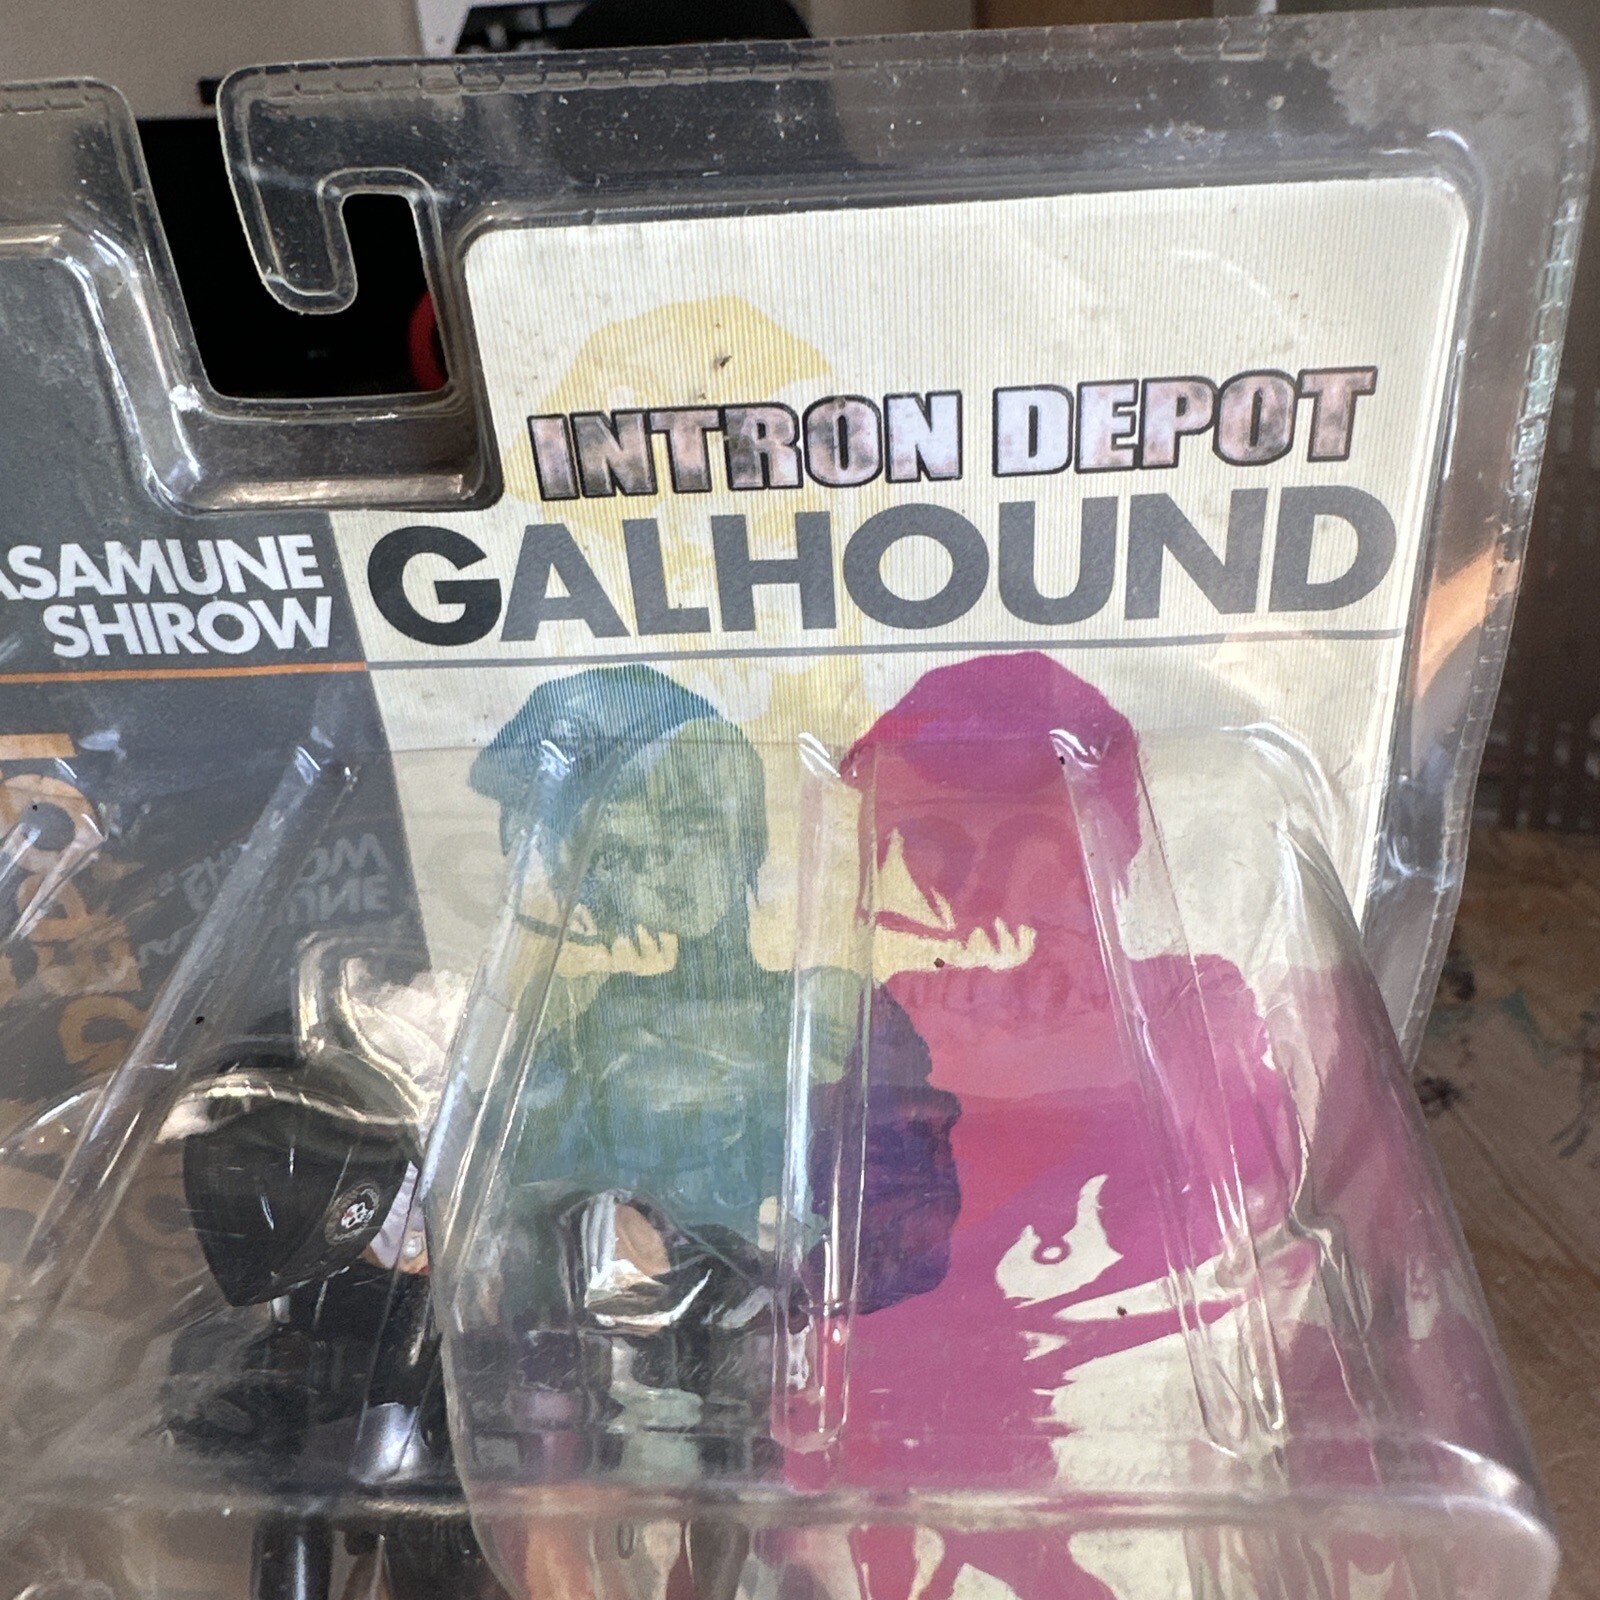 INTRON DEPOT
GALHOUND
ASAMUNE
SHIROW